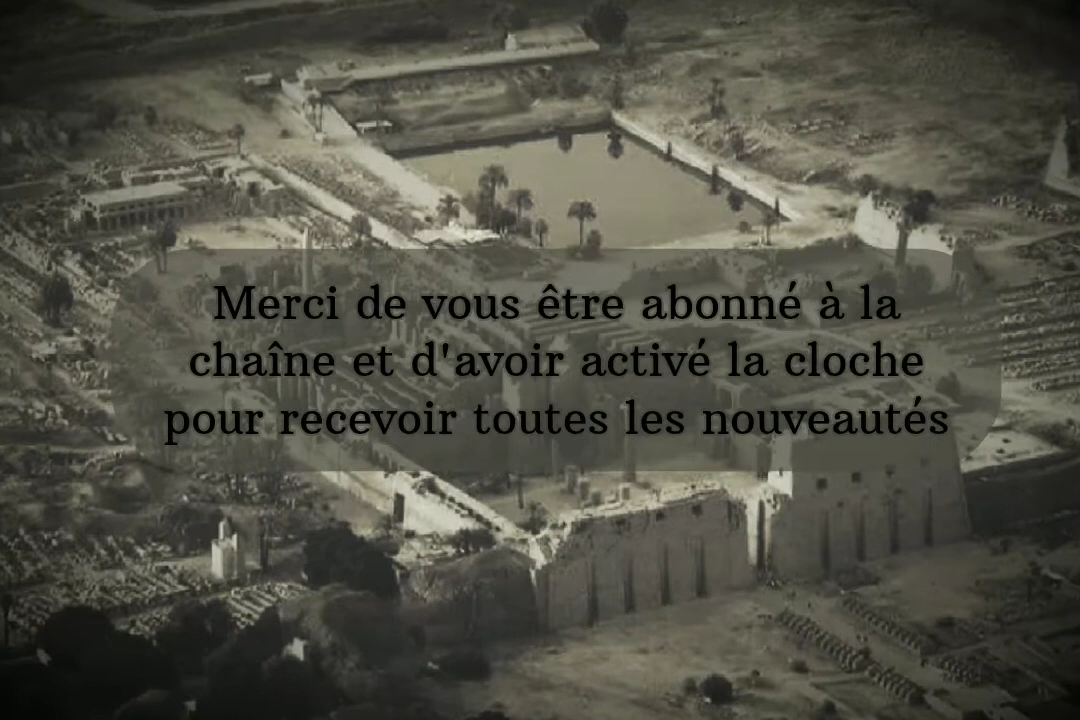 Merci de vous être abonné à la
chaîne et d'avoir activé la cloche
pour recevoir toutes les nouveautés